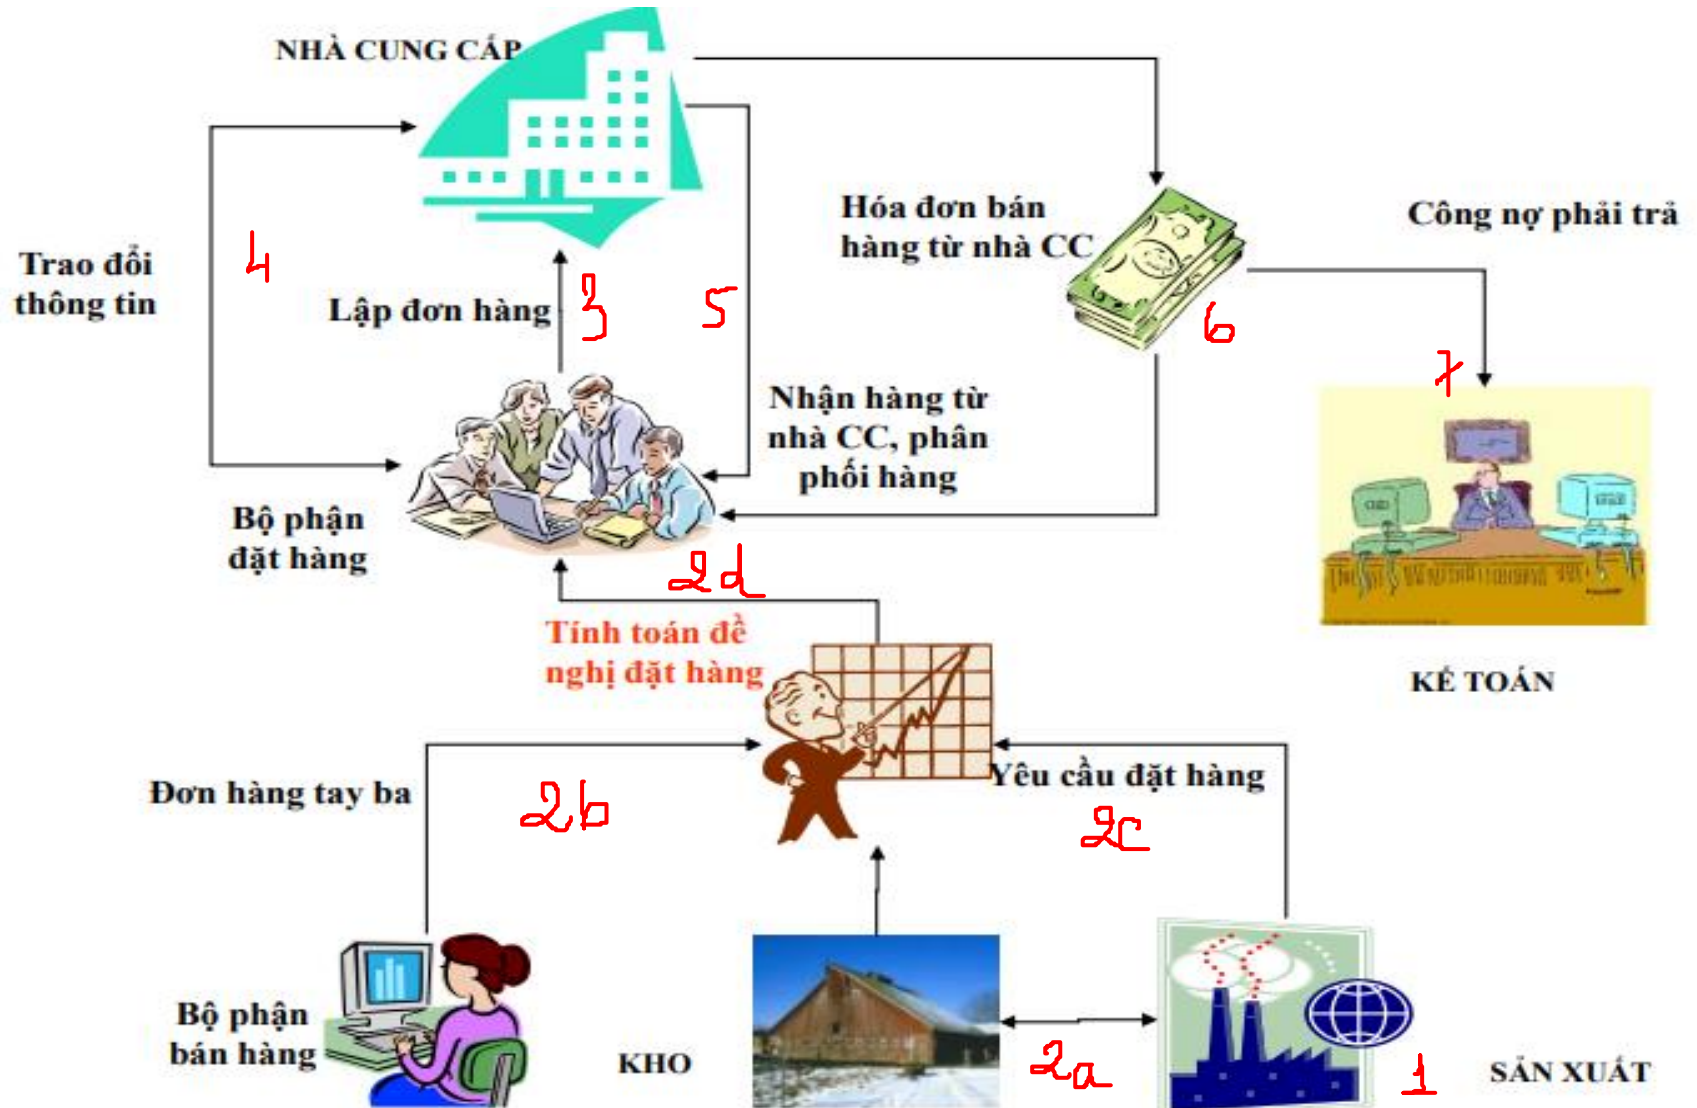 NHÀ CUNG CẤP
Hóa đơn bán
hàng từ nhà CC
Công nợ phải trả
Trao đổi
thông tin
4
Lập đơn hàng
3
5
6
7
Nhận hàng từ
nhà CC, phân
phối hàng
Bộ phận
đặt hàng
2d
Tính toán đề
nghị đặt hàng
KẾ TOÁN
Đơn hàng tay ba
2b
Yêu cầu đặt hàng
2c
Bộ phận
bán hàng
KHO
2a
1
SẢN XUẤT